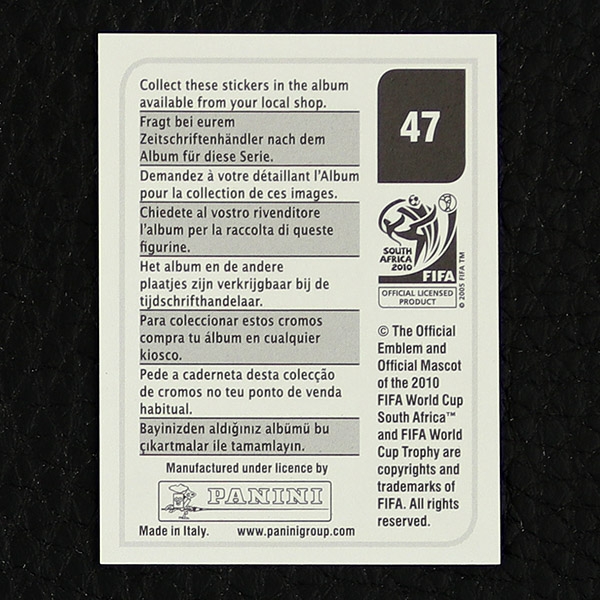 Collect these stickers in the album
available from your local shop.
Fragt bei eurem
Zeitschriftenhändler nach dem
Album für diese Serie.
Demandez à votre détaillant l'Album
pour la collection de ces images.
Chiedete al vostro rivenditore
l'album per la raccolta di queste
figurine.
Het album en de andere
plaatjes zijn verkrijgbaar bij de
tijdschrifthandelaar.
Para coleccionar estos cromos
compra tu álbum en cualquier
kiosco.
Pede a caderneta desta colecção
de cromos no teu ponto de venda
habitual.
Bayinizden aldığınız albümü bu
çıkartmalar ile tamamlayın.
Manufactured under licence by
PANINI
Made in Italy. www.paninigroup.com
47
SOUTH
AFRICA
2010
FIFA
OFFICIAL LICENSED
PRODUCT
© 2005 FIFA TM
© The Official
Emblem and
Official Mascot
of the 2010
FIFA World Cup
South Africa™
and FIFA World
Cup Trophy are
copyrights and
trademarks of
FIFA. All rights
reserved.